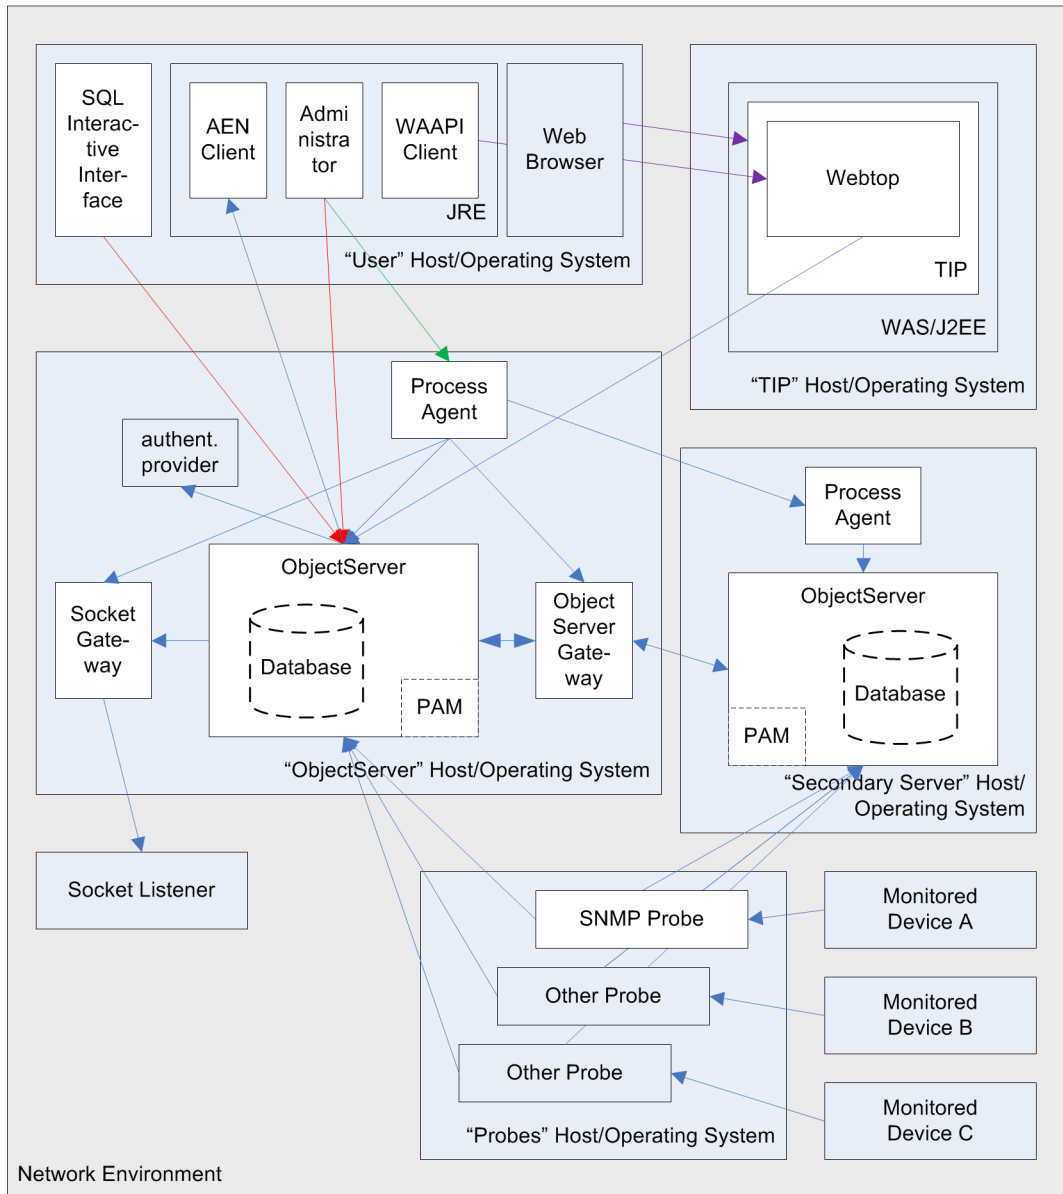 SQL
Interac-
tive
Inter-
face
AEN
Client
Admi
nistra
tor
WAAPI
Client
JRE
Web
Browser
“User” Host/Operating System
Webtop
TIP
WAS/J2EE
“TIP” Host/Operating System
Process
Agent
authent.
provider
ObjectServer
Database
PAM
Socket
Gate-
way
Object
Server
Gate-
way
“ObjectServer” Host/Operating System
Process
Agent
ObjectServer
Database
PAM
“Secondary Server” Host/
Operating System
Socket Listener
SNMP Probe
Other Probe
Other Probe
“Probes” Host/Operating System
Monitored
Device A
Monitored
Device B
Monitored
Device C
Network Environment